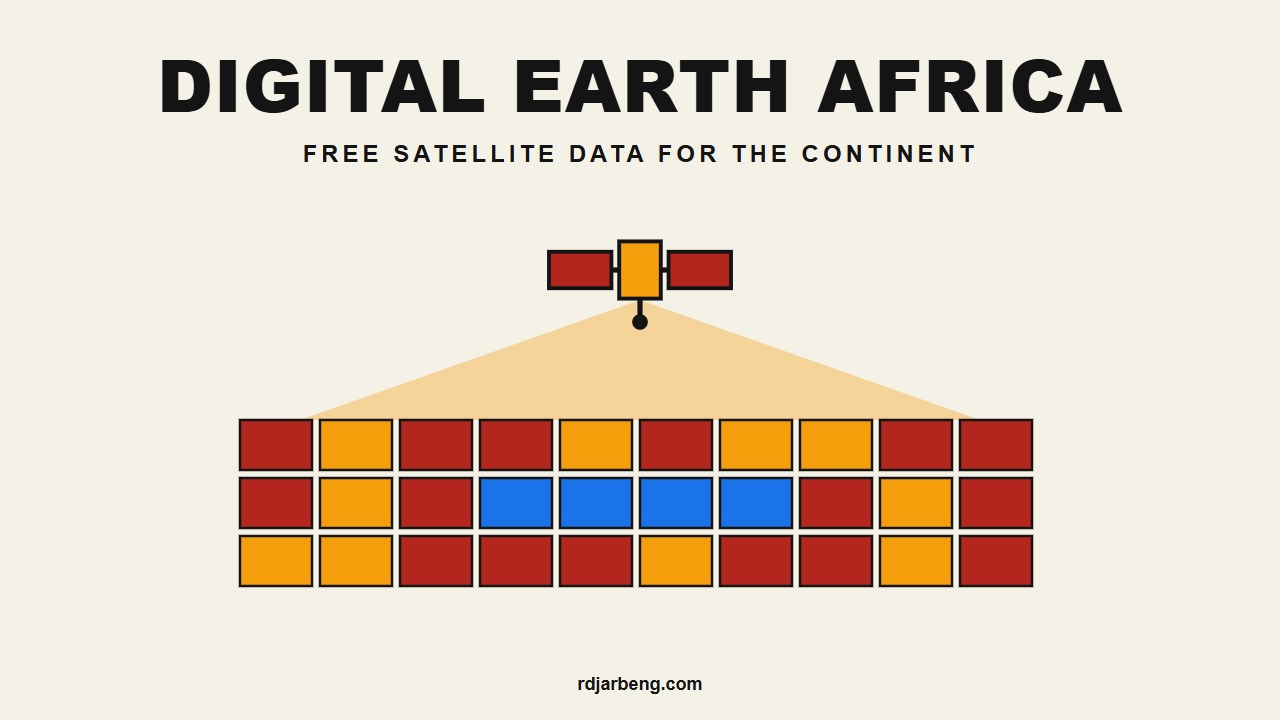 DIGITAL EARTH AFRICA
FREE SATELLITE DATA FOR THE CONTINENT
rdjarbeng.com